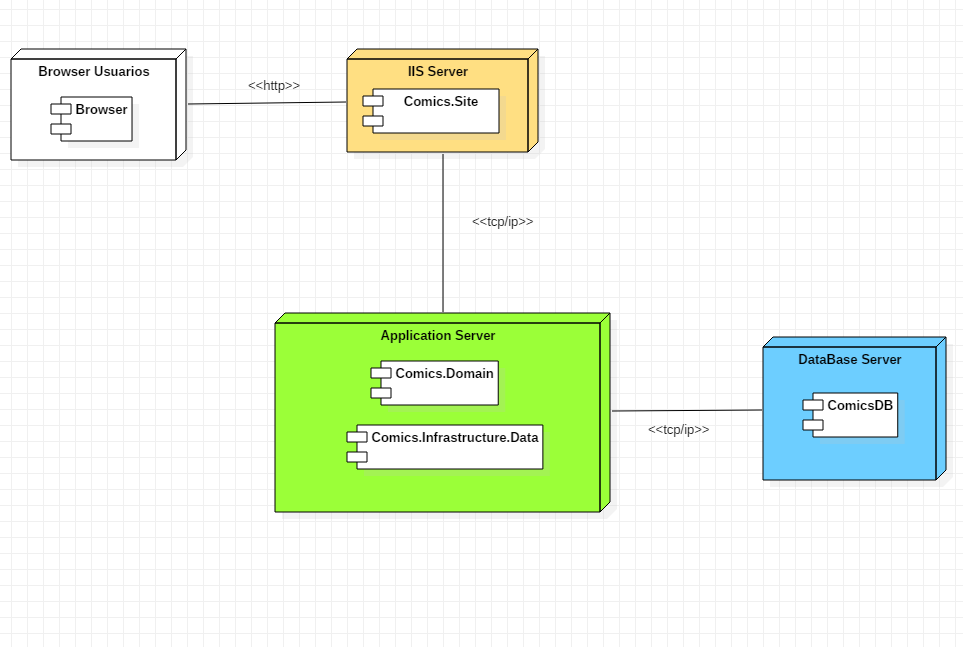 Browser Usuarios
Browser
<<http>>
IIS Server
Comics.Site
<<tcp/ip>>
Application Server
Comics.Domain
Comics.Infrastructure.Data
<<tcp/ip>>
DataBase Server
ComicsDB